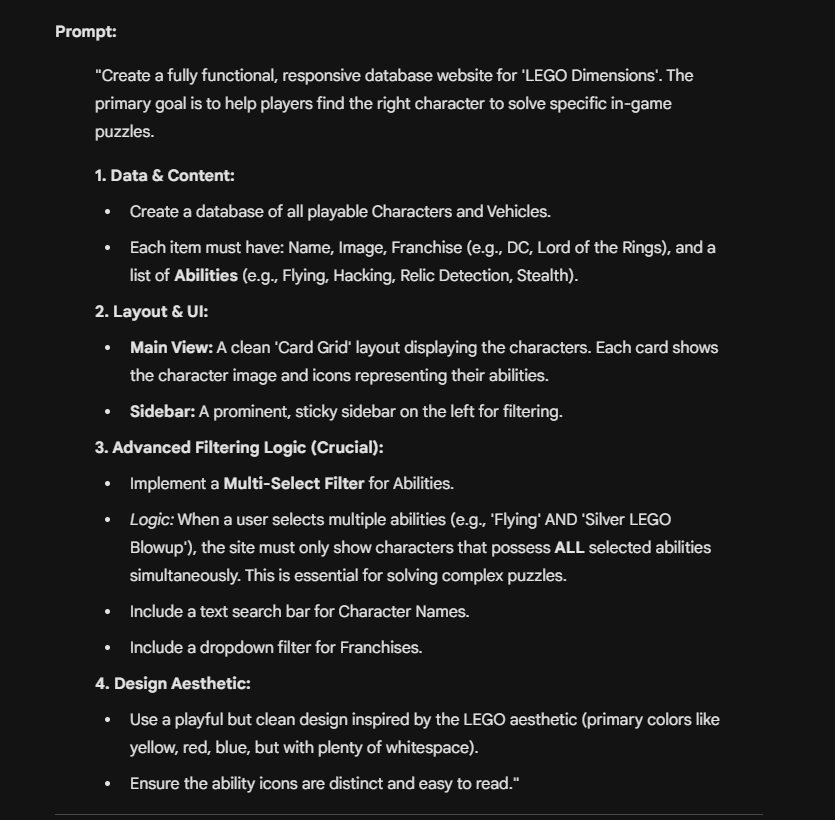 Prompt:
"Create a fully functional, responsive database website for 'LEGO Dimensions'. The
primary goal is to help players find the right character to solve specific in-game
puzzles.
1. Data & Content:
• Create a database of all playable Characters and Vehicles.
• Each item must have: Name, Image, Franchise (e.g., DC, Lord of the Rings), and a
list of Abilities (e.g., Flying, Hacking, Relic Detection, Stealth).
2. Layout & UI:
• Main View: A clean 'Card Grid' layout displaying the characters. Each card shows
the character image and icons representing their abilities.
• Sidebar: A prominent, sticky sidebar on the left for filtering.
3. Advanced Filtering Logic (Crucial):
• Implement a Multi-Select Filter for Abilities.
• Logic: When a user selects multiple abilities (e.g., 'Flying' AND 'Silver LEGO
Blowup'), the site must only show characters that possess ALL selected abilities
simultaneously. This is essential for solving complex puzzles.
• Include a text search bar for Character Names.
• Include a dropdown filter for Franchises.
4. Design Aesthetic:
• Use a playful but clean design inspired by the LEGO aesthetic (primary colors like
yellow, red, blue, but with plenty of whitespace).
• Ensure the ability icons are distinct and easy to read."